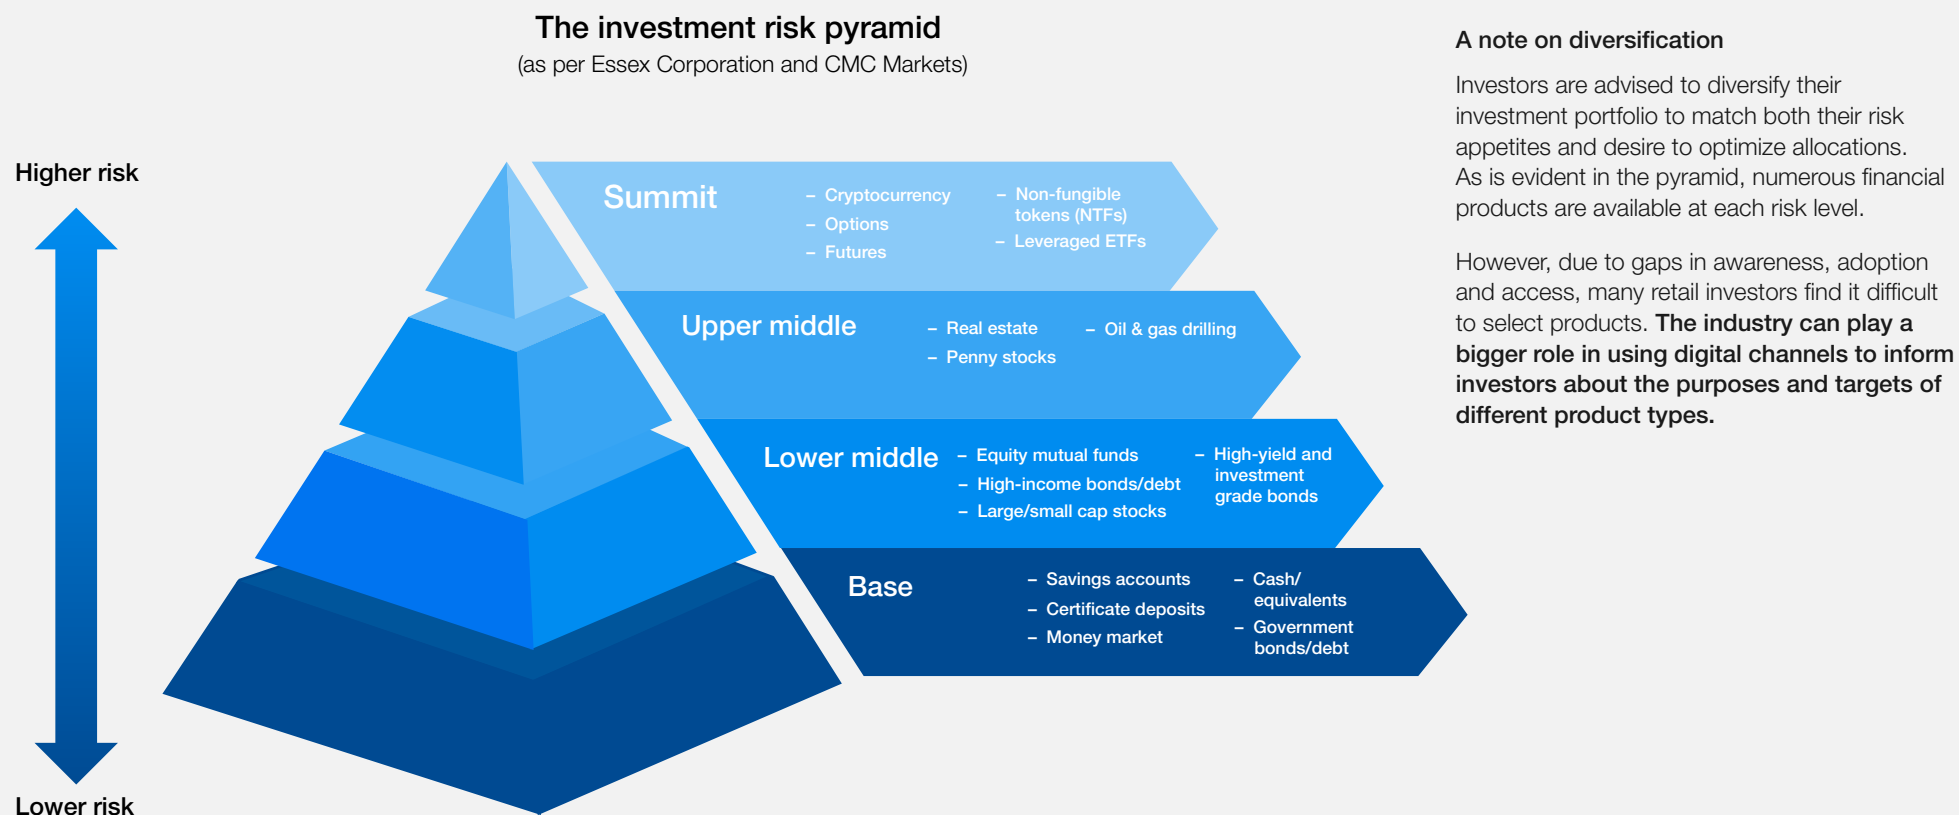 The investment risk pyramid
(as per Essex Corporation and CMC Markets)
Higher risk
Lower risk
Summit
– Cryptocurrency
– Options
– Futures
– Non-fungible
tokens (NTFs)
– Leveraged ETFs
Upper middle
– Real estate
– Penny stocks
– Oil & gas drilling
Lower middle
– Equity mutual funds
– High-income bonds/debt
– Large/small cap stocks
– High-yield and
investment
grade bonds
Base
– Savings accounts
– Certificate deposits
– Money market
– Cash/
equivalents
– Government
bonds/debt
A note on diversification
Investors are advised to diversify their
investment portfolio to match both their risk
appetites and desire to optimize allocations.
As is evident in the pyramid, numerous financial
products are available at each risk level.
However, due to gaps in awareness, adoption
and access, many retail investors find it difficult
to select products. The industry can play a
bigger role in using digital channels to inform
investors about the purposes and targets of
different product types.